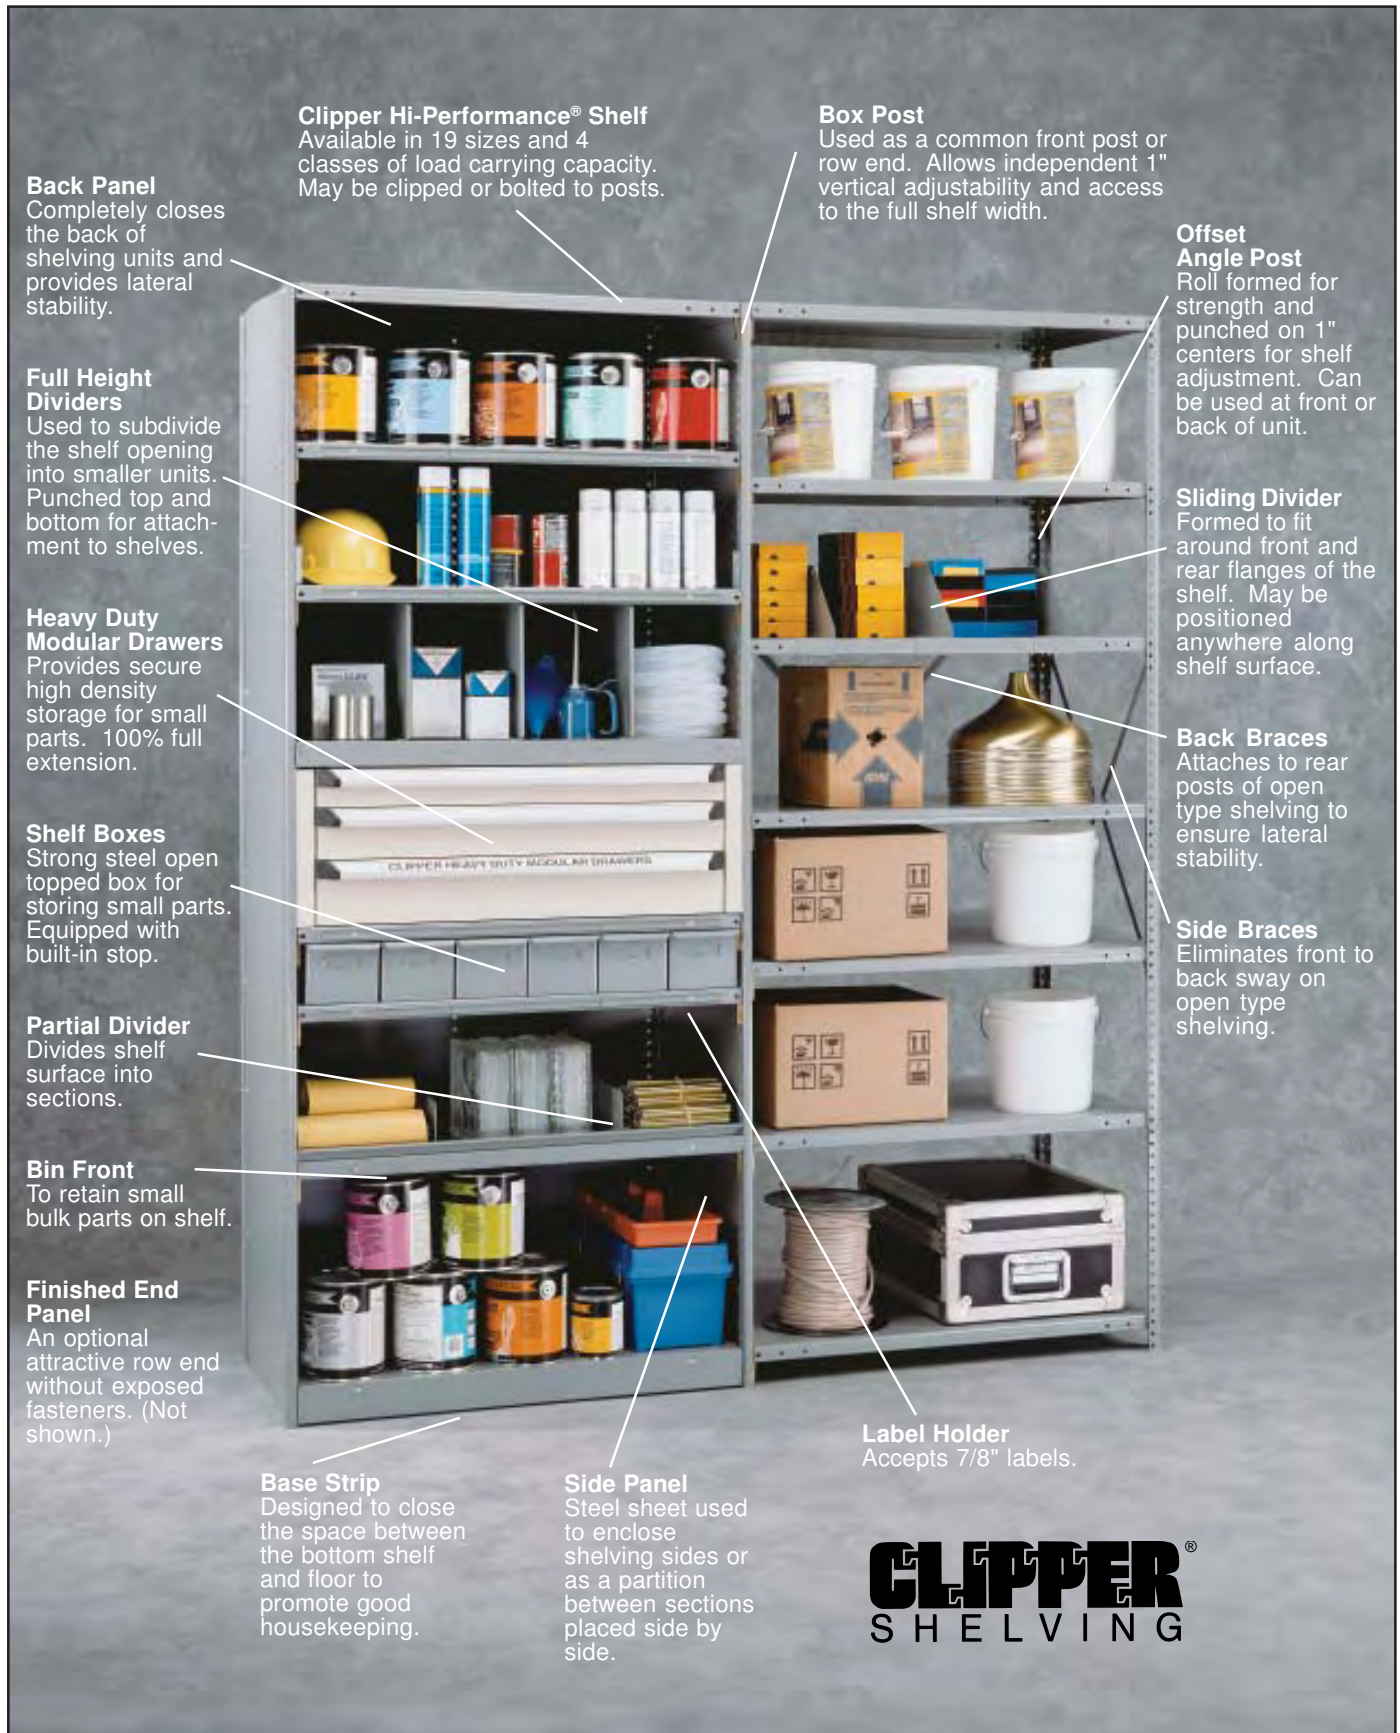 Clipper Hi-Performance® Shelf
Available in 19 sizes and 4
classes of load carrying capacity.
May be clipped or bolted to posts.
Box Post
Used as a common front post or
row end. Allows independent 1"
vertical adjustability and access
to the full shelf width.
Back Panel
Completely closes
the back of
shelving units and
provides lateral
stability.
Full Height
Dividers
Used to subdivide
the shelf opening
into smaller units.
Punched top and
bottom for attach-
ment to shelves.
Heavy Duty
Modular Drawers
Provides secure
high density
storage for small
parts. 100% full
extension.
Shelf Boxes
Strong steel open
topped box for
storing small parts.
Equipped with
built-in stop.
Partial Divider
Divides shelf
surface into
sections.
Bin Front
To retain small
bulk parts on shelf.
Finished End
Panel
An optional
attractive row end
without exposed
fasteners. (Not
shown.)
CLIPPER HEAVY DUTY MODULAR DRAWERS
Offset
Angle Post
Roll formed for
strength and
punched on 1"
centers for shelf
adjustment. Can
be used at front or
back of unit.
Sliding Divider
Formed to fit
around front and
rear flanges of the
shelf. May be
positioned
anywhere along
shelf surface.
Back Braces
Attaches to rear
posts of open
type shelving to
ensure lateral
stability.
Side Braces
Eliminates front to
back sway on
open type
shelving.
Base Strip
Designed to close
the space between
the bottom shelf
and floor to
promote good
housekeeping.
Side Panel
Steel sheet used
to enclose
shelving sides or
as a partition
between sections
placed side by
side.
Label Holder
Accepts 7/8" labels.
CLIPPER®
SHELVING